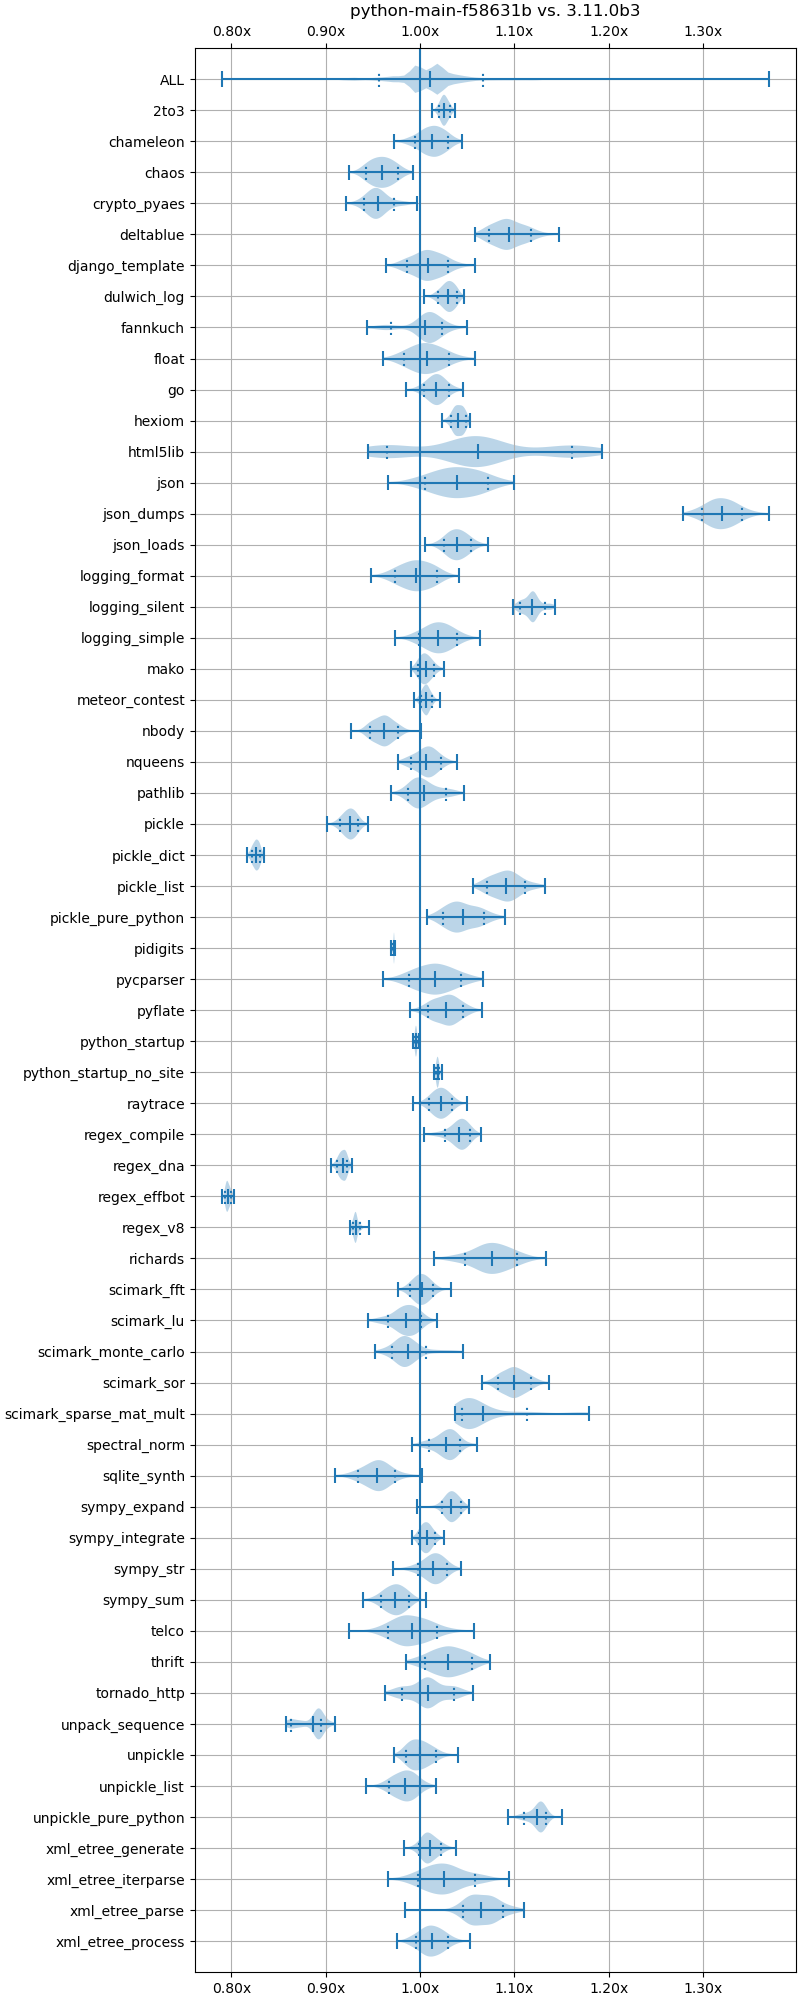 python-main-f58631b vs. 3.11.0b3
0.80x 0.90x 1.00x 1.10x 1.20x 1.30x
ALL
2to3
chameleon
chaos
crypto_pyaes
deltablue
django_template
dulwich_log
fannkuch
float
go
hexiom
html5lib
json
json_dumps
json_loads
logging_format
logging_silent
logging_simple
mako
meteor_contest
nbody
nqueens
pathlib
pickle
pickle_dict
pickle_list
pickle_pure_python
pidigits
pycparser
pyflate
python_startup
python_startup_no_site
raytrace
regex_compile
regex_dna
regex_effbot
regex_v8
richards
scimark_fft
scimark_lu
scimark_monte_carlo
scimark_sor
scimark_sparse_mat_mult
spectral_norm
sqlite_synth
sympy_expand
sympy_integrate
sympy_str
sympy_sum
telco
thrift
tornado_http
unpack_sequence
unpickle
unpickle_list
unpickle_pure_python
xml_etree_generate
xml_etree_iterparse
xml_etree_parse
xml_etree_process
0.80x 0.90x 1.00x 1.10x 1.20x 1.30x